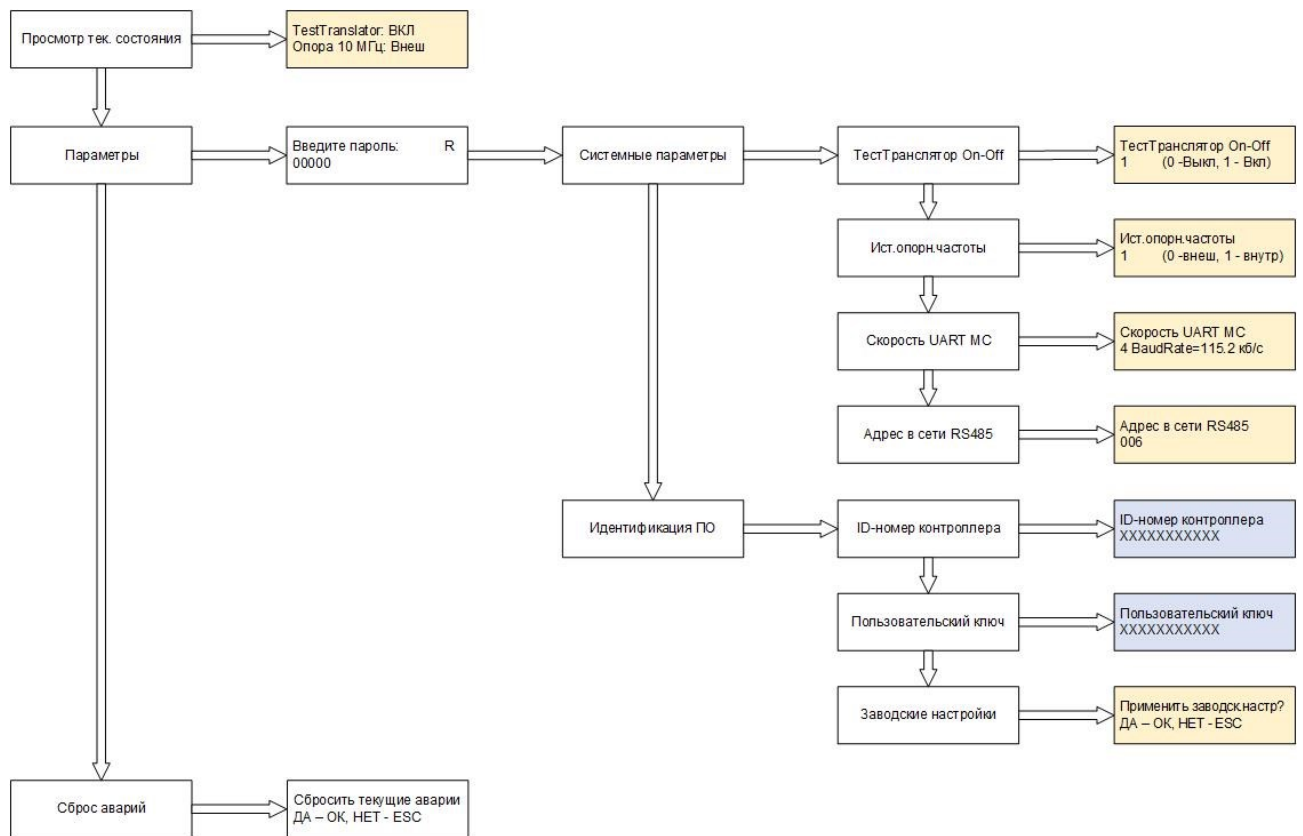 Просмотр тек. состояния
TestTranslator: ВКЛ
Опора 10 МГц: Внеш
Параметры
Введите пароль: R
00000
Системные параметры
ТестТранслятор On-Off
ТестТранслятор On-Off
1 (0 -Выкл, 1 - Вкл)
Ист.опорн.частоты
Ист.опорн.частоты
1 (0 -внеш, 1 - внутр)
Скорость UART МС
Скорость UART МС
4 BaudRate=115.2 кб/с
Адрес в сети RS485
Адрес в сети RS485
006
Идентификация ПО
ID-номер контроллера
ID-номер контроллера
XXXXXXXXXXX
Пользовательский ключ
Пользовательский ключ
XXXXXXXXXXX
Заводские настройки
Применить заводск.настр?
ДА – ОК, НЕТ - ESC
Сброс аварий
Сбросить текущие аварии
ДА – ОК, НЕТ - ESC